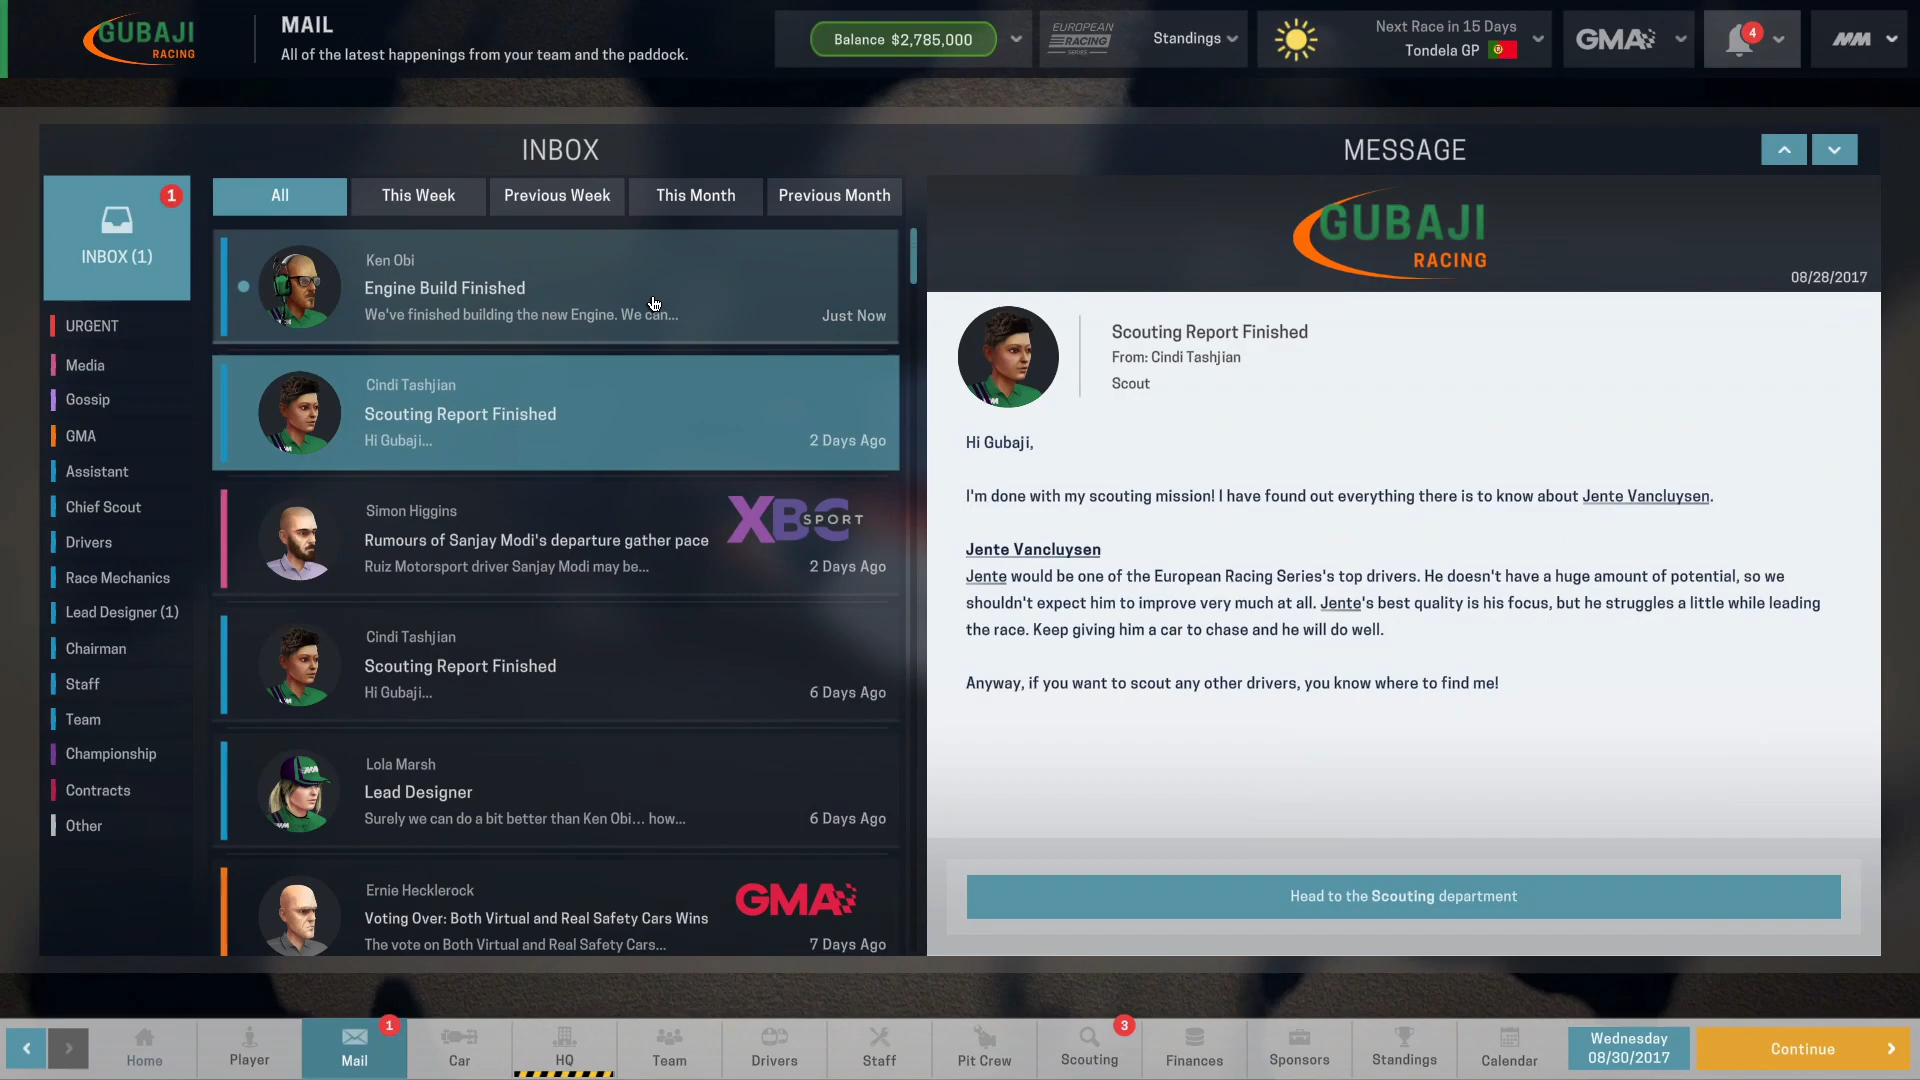 GUBAJI
RACING
MAIL
All of the latest happenings from your team and the paddock.
Balance $2,785,000
EUROPEAN
RACING
SERIES
Standings
Next Race in 15 Days
Tondela GP
GMA
4
INBOX
MESSAGE
1
INBOX (1)
URGENT
Media
Gossip
GMA
Assistant
Chief Scout
Drivers
Race Mechanics
Lead Designer (1)
Chairman
Staff
Team
Championship
Contracts
Other
All
This Week
Previous Week
This Month
Previous Month
Ken Obi
Engine Build Finished
We've finished building the new Engine. We can...
Just Now
Cindi Tashjian
Scouting Report Finished
Hi Gubaji...
2 Days Ago
Simon Higgins
XBC SPORT
Rumours of Sanjay Modi's departure gather pace
Ruiz Motorsport driver Sanjay Modi may be...
2 Days Ago
Cindi Tashjian
Scouting Report Finished
Hi Gubaji...
6 Days Ago
Lola Marsh
Lead Designer
Surely we can do a bit better than Ken Obi... how...
6 Days Ago
Ernie Hecklerock
GMA
Voting Over: Both Virtual and Real Safety Cars Wins
The vote on Both Virtual and Real Safety Cars...
7 Days Ago
GUBAJI
RACING
08/28/2017
Scouting Report Finished
From: Cindi Tashjian
Scout
Hi Gubaji,
I'm done with my scouting mission! I have found out everything there is to know about Jente Vancluysen.
Jente Vancluysen
Jente would be one of the European Racing Series's top drivers. He doesn't have a huge amount of potential, so we
shouldn't expect him to improve very much at all. Jente's best quality is his focus, but he struggles a little while leading
the race. Keep giving him a car to chase and he will do well.
Anyway, if you want to scout any other drivers, you know where to find me!
Head to the Scouting department
Home
Player
1
Mail
Car
HQ
Team
Drivers
Staff
Pit Crew
3
Scouting
Finances
Sponsors
Standings
Calendar
Wednesday
08/30/2017
Continue